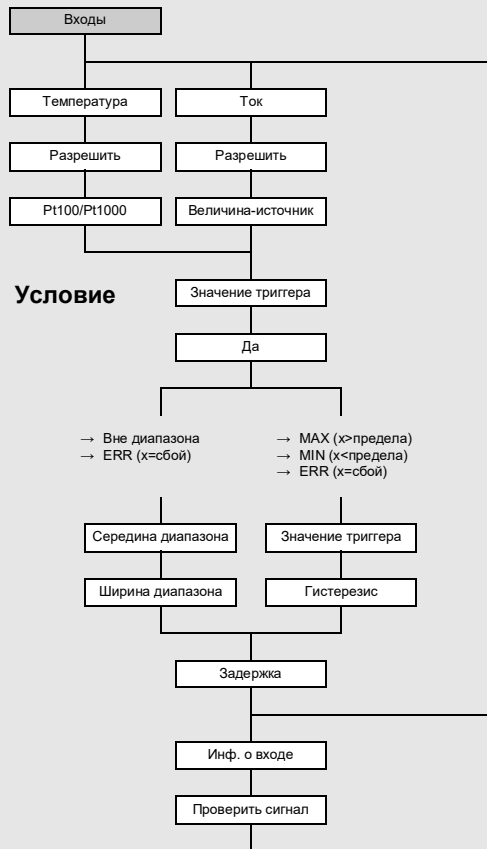 Входы
Температура
Ток
Разрешить
Разрешить
Pt100/Pt1000
Величина-источник
Условие
Значение триггера
Да
→ Вне диапазона
→ ERR (x=сбой)
→ MAX (x>предела)
→ MIN (x<предела)
→ ERR (x=сбой)
Середина диапазона
Значение триггера
Ширина диапазона
Гистерезис
Задержка
Инф. о входе
Проверить сигнал